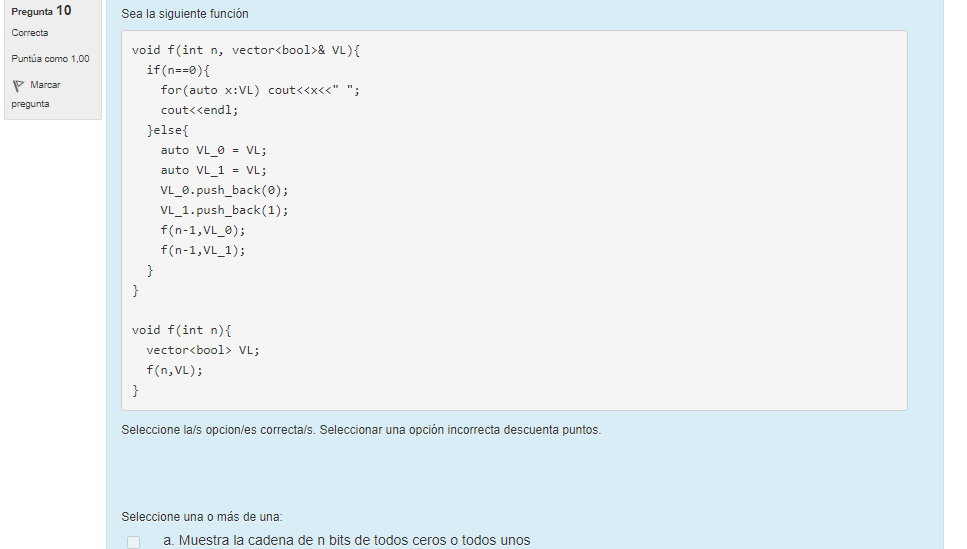 Pregunta 10
Correcta
Puntúa como 1,00
Marcar
pregunta
Sea la siguiente función
void f(int n, vector<bool>& VL){
  if(n==0){
    for(auto x:VL) cout<<x<<" ";
    cout<<endl;
  }else{
    auto VL_0 = VL;
    auto VL_1 = VL;
    VL_0.push_back(0);
    VL_1.push_back(1);
    f(n-1,VL_0);
    f(n-1,VL_1);
  }
}
void f(int n){
  vector<bool> VL;
  f(n,VL);
}
Seleccione la/s opcion/es correcta/s. Seleccionar una opción incorrecta descuenta puntos.
Seleccione una o más de una:
a. Muestra la cadena de n bits de todos ceros o todos unos